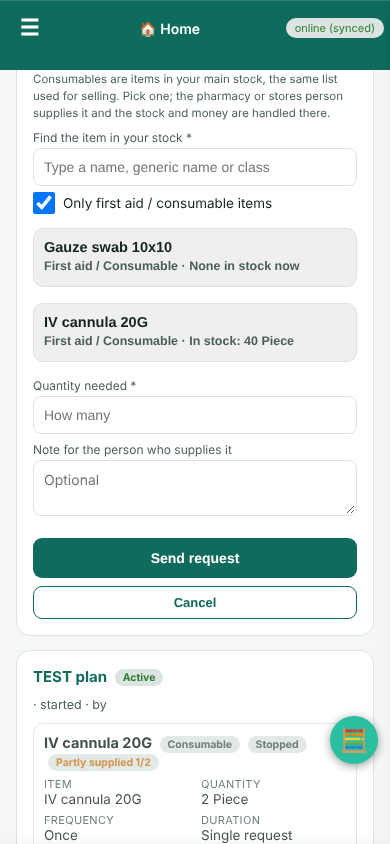 ☰
🏠 Home
online (synced)
Consumables are items in your main stock, the same list
used for selling. Pick one; the pharmacy or stores person
supplies it and the stock and money are handled there.
Find the item in your stock *
Type a name, generic name or class
Only first aid / consumable items
Gauze swab 10x10
First aid / Consumable · None in stock now
IV cannula 20G
First aid / Consumable · In stock: 40 Piece
Quantity needed *
How many
Note for the person who supplies it
Optional
Send request
Cancel
TEST plan Active
· started · by
IV cannula 20G Consumable Stopped
Partly supplied 1/2
ITEM QUANTITY
IV cannula 20G 2 Piece
FREQUENCY DURATION
Once Single request